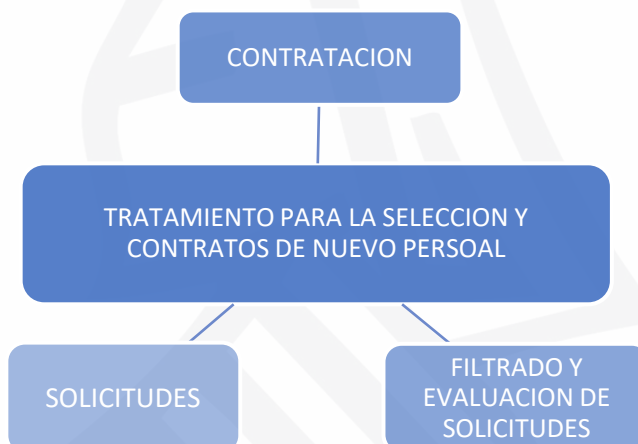 CONTRATACION
TRATAMIENTO PARA LA SELECCION Y
CONTRATOS DE NUEVO PERSOAL
SOLICITUDES
FILTRADO Y
EVALUACION DE
SOLICITUDES